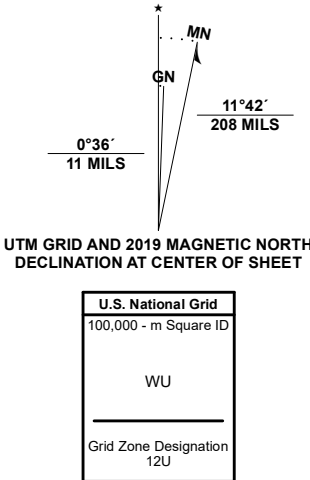 MN
GN
11°42´
208 MILS
0°36´
11 MILS
UTM GRID AND 2019 MAGNETIC NORTH
DECLINATION AT CENTER OF SHEET
U.S. National Grid
100,000 - m Square ID
WU
Grid Zone Designation
12U